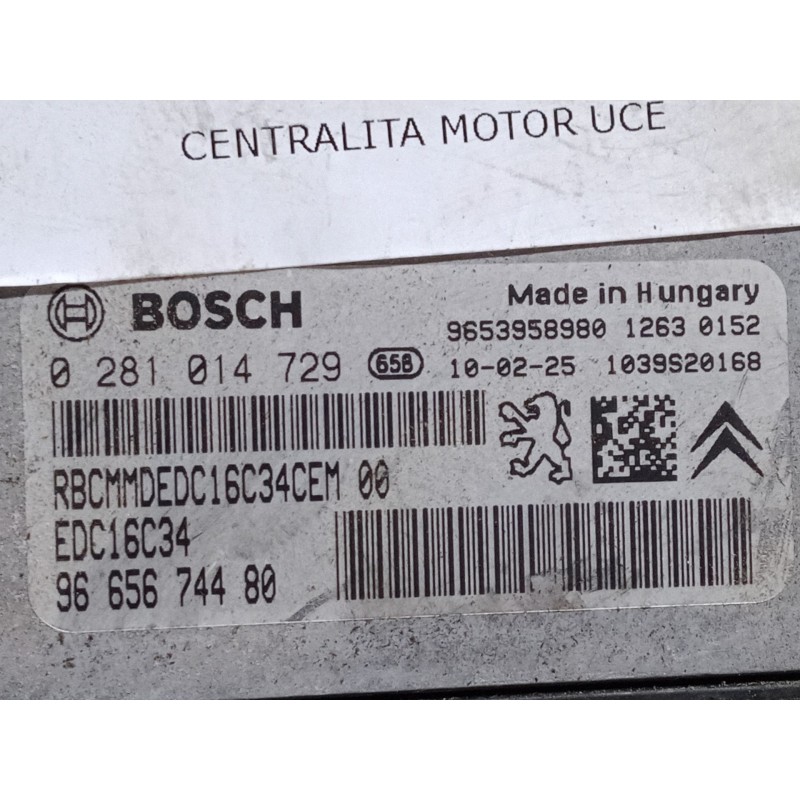 CENTRALITA MOTOR UCE
BOSCH
Made in Hungary
9653958980 1263 0152
0 281 014 729 658 10-02-25 1039S20168
RBCMMDEDC16C34CEM 00
EDC16C34
96 656 744 80